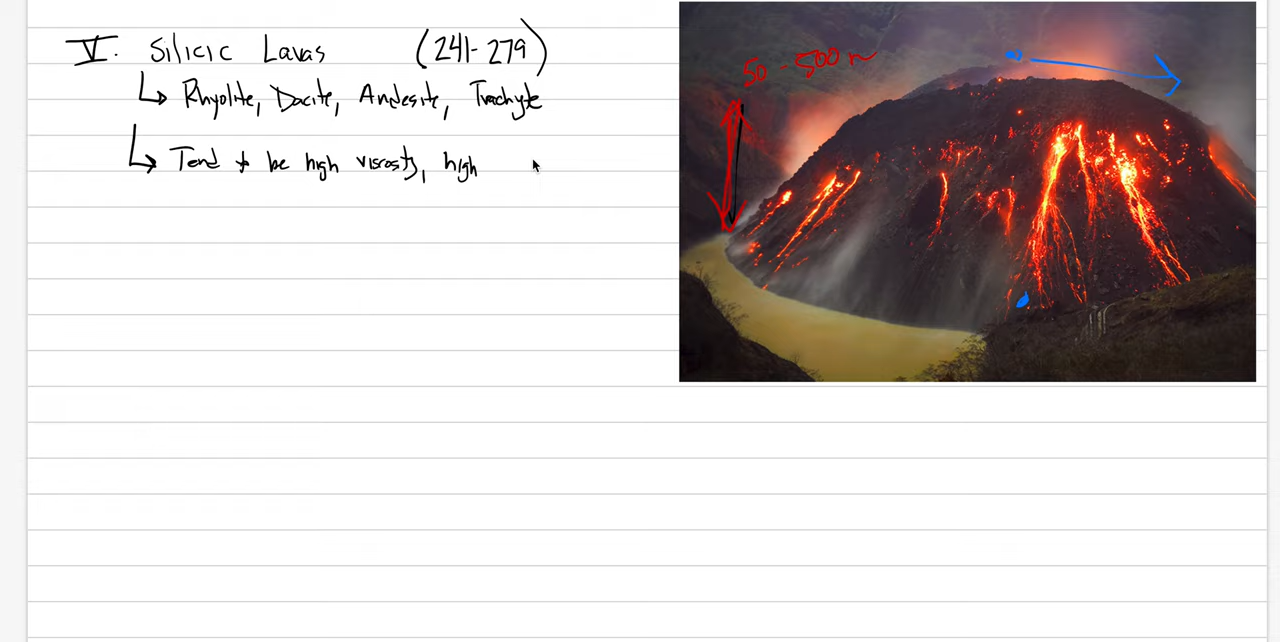 V. Silicic Lavas (241-279)
↳ Rhyolite, Dacite, Andesite, Trachyte
↳ Tend to be high viscosity, high
50 - 500 m